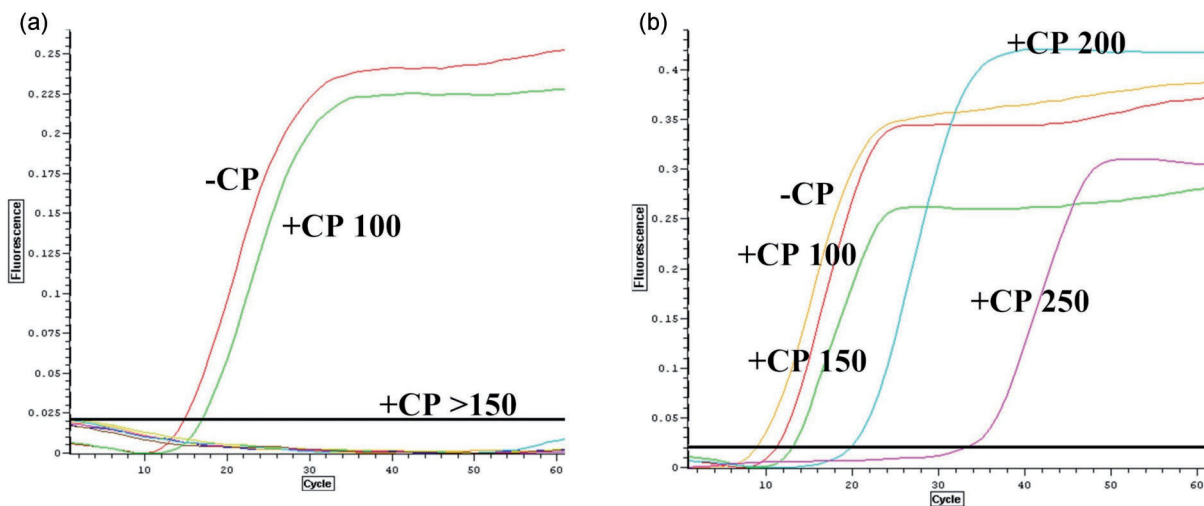 (a)
0.25
0.225
0.2
0.175
0.15
0.125
0.1
0.075
0.05
0.025
0
Fluorescence
-CP
+CP 100
+CP >150
10 20 30 40 50 60
Cycle
(b)
0.4
0.35
0.3
0.25
0.2
0.15
0.1
0.05
0
Fluorescence
+CP 200
-CP
+CP 100
+CP 250
+CP 150
10 20 30 40 50 60
Cycle